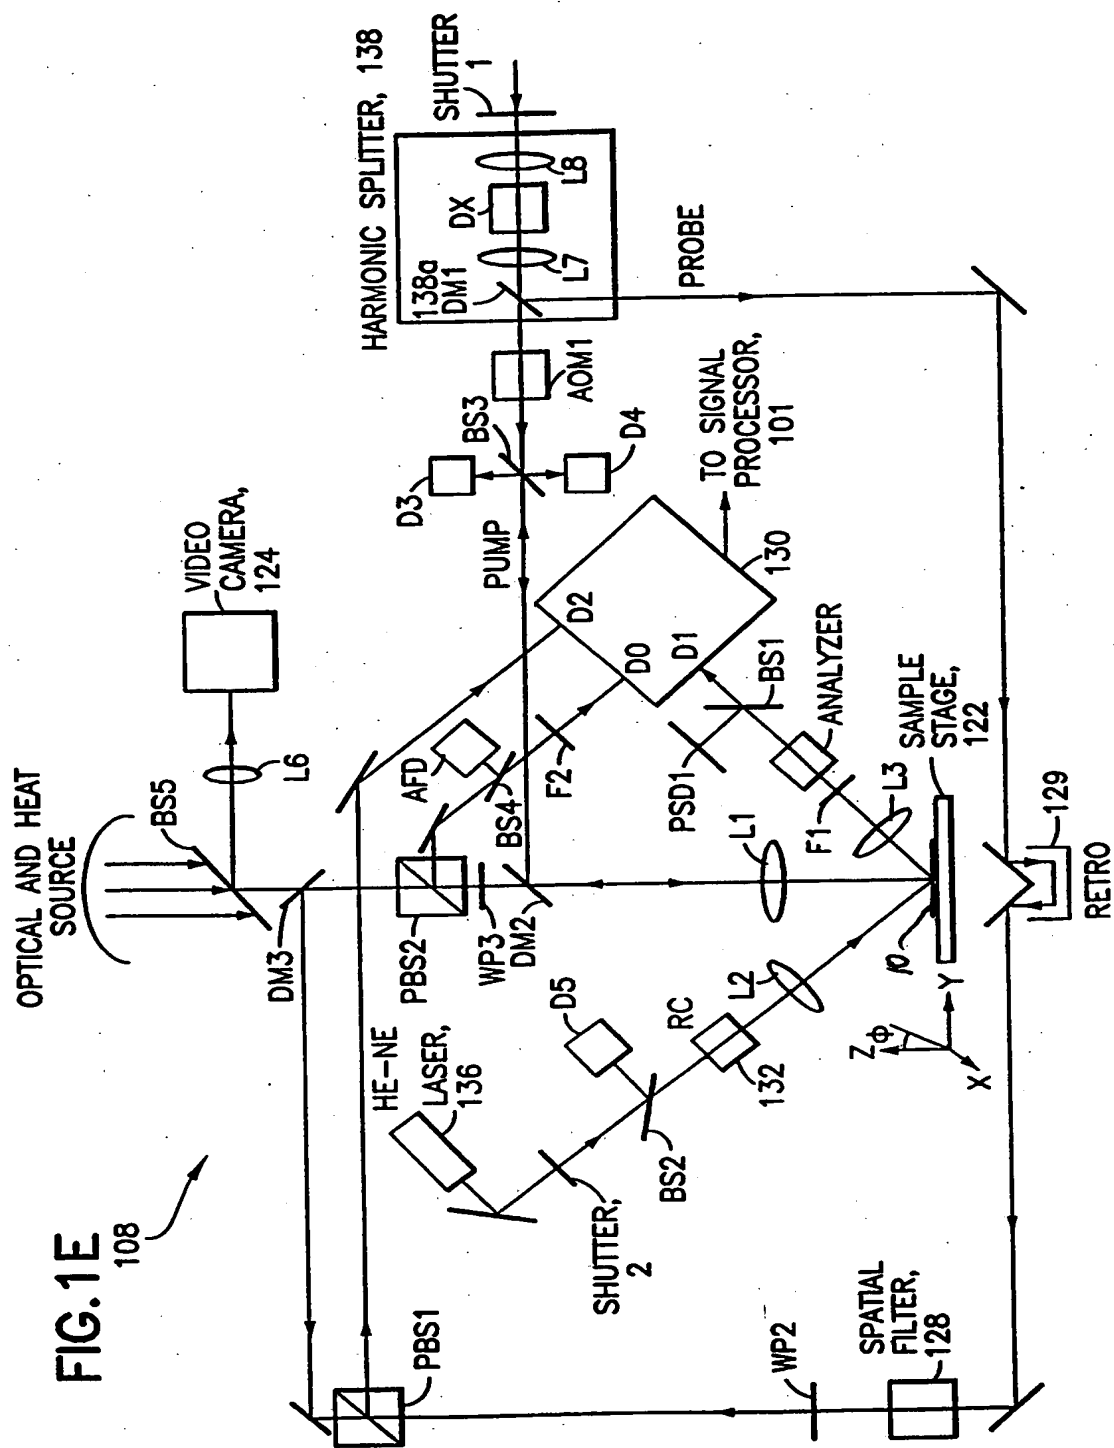 FIG.1E
108
OPTICAL AND HEAT
SOURCE
BS5
VIDEO
CAMERA,
124
L6
DM3
HARMONIC SPLITTER, 138
SHUTTER
1
138a
DM1
DX
L7
L8
AOM1
BS3
D3
D4
PUMP
PROBE
TO SIGNAL
PROCESSOR,
101
130
D2
D0
D1
BS1
PSD1
ANALYZER
F1
L3
AFD
BS4
F2
PBS2
WP3
DM2
L1
HE-NE
LASER,
136
SHUTTER,
2
D5
BS2
RC
132
L2
10
SAMPLE
STAGE,
122
129
RETRO
Z
Φ
Y
X
PBS1
WP2
SPATIAL
FILTER,
128